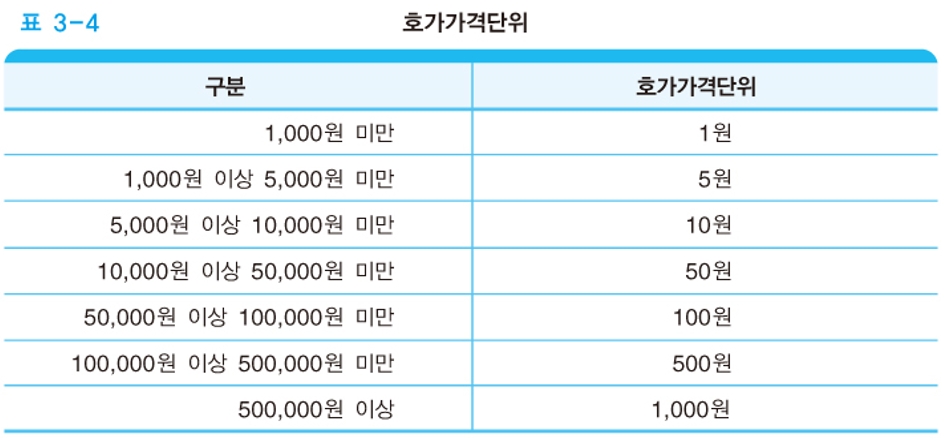 표 3-4 호가가격단위
구분 호가가격단위
1,000원 미만 1원
1,000원 이상 5,000원 미만 5원
5,000원 이상 10,000원 미만 10원
10,000원 이상 50,000원 미만 50원
50,000원 이상 100,000원 미만 100원
100,000원 이상 500,000원 미만 500원
500,000원 이상 1,000원